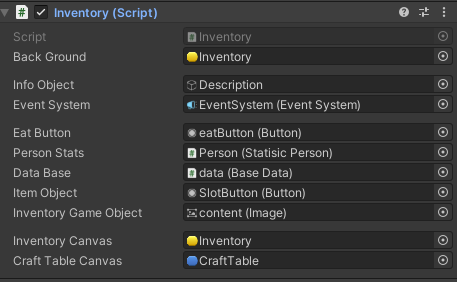 Inventory (Script)
Script Inventory
Back Ground Inventory
Info Object Description
Event System EventSystem (Event System)
Eat Button eatButton (Button)
Person Stats Person (Statisic Person)
Data Base data (Base Data)
Item Object SlotButton (Button)
Inventory Game Object content (Image)
Inventory Canvas Inventory
Craft Table Canvas CraftTable